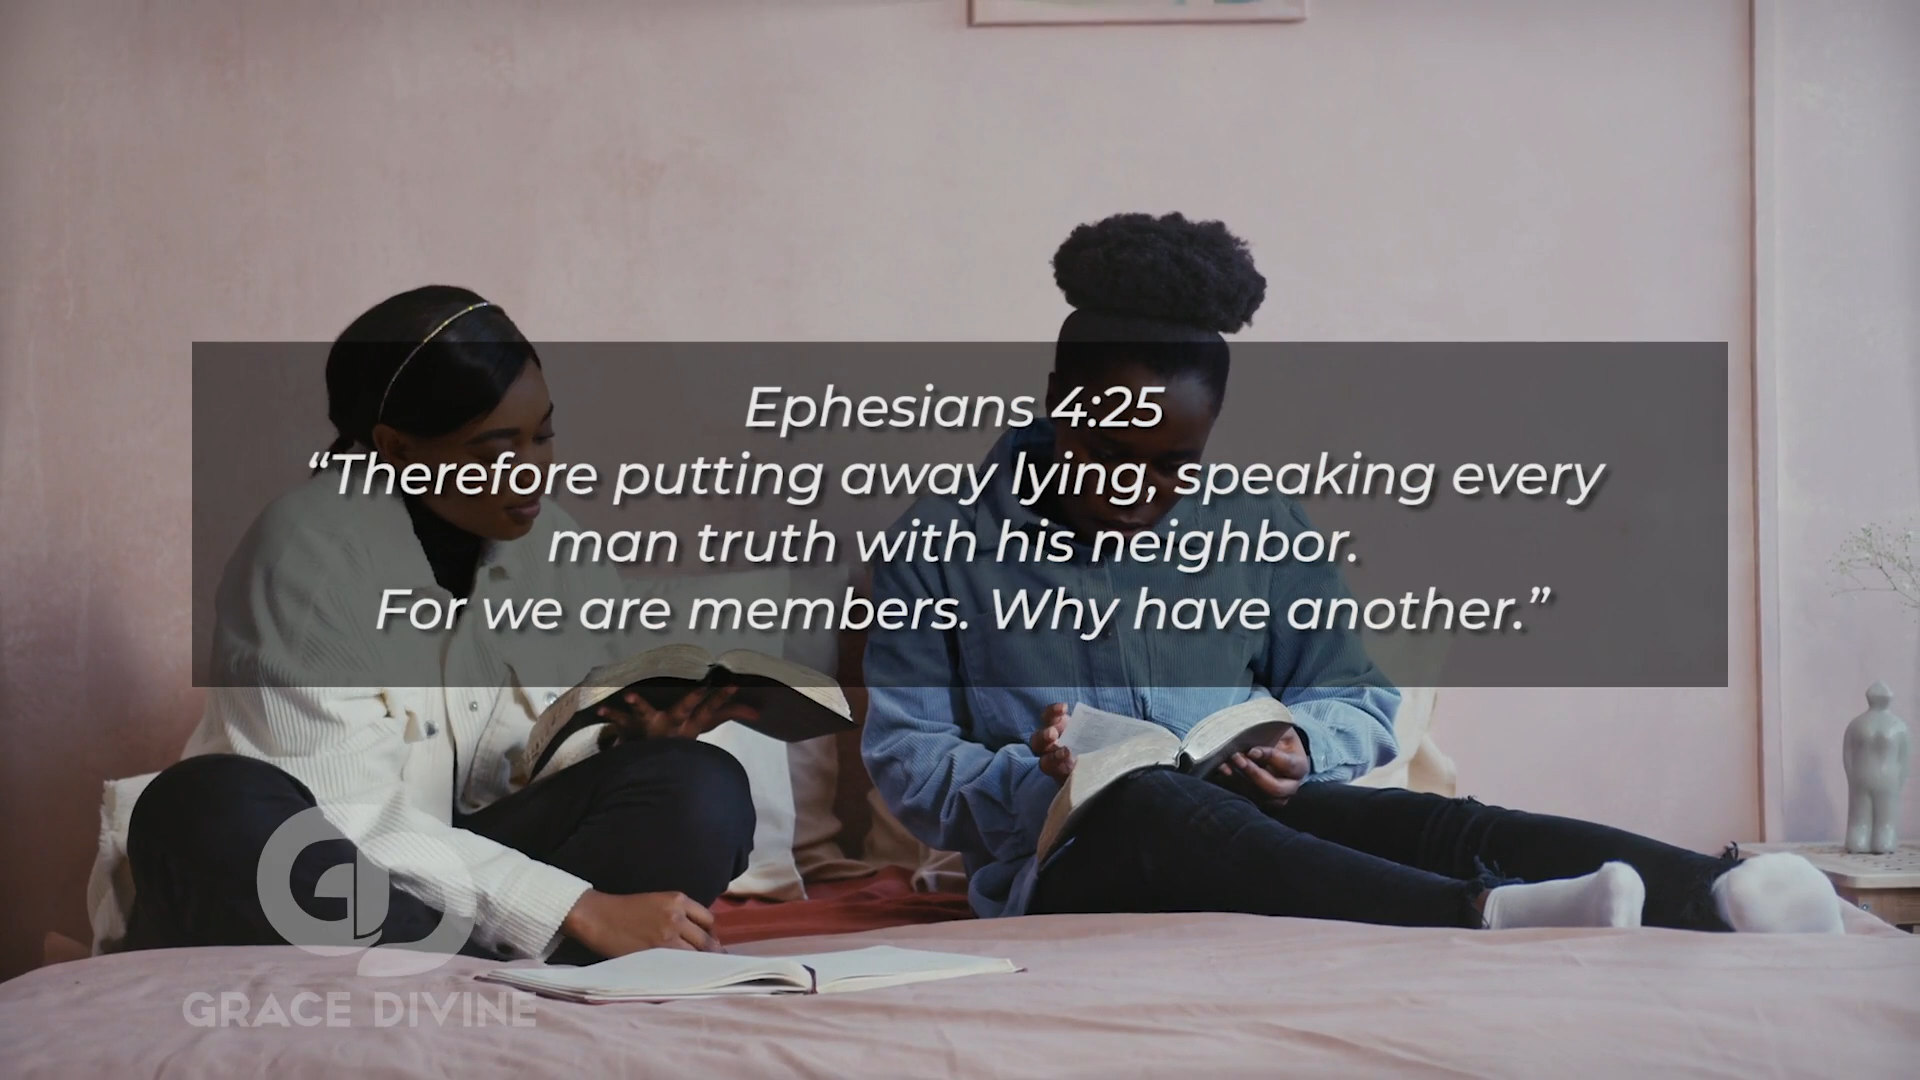 Ephesians 4:25
“Therefore putting away lying, speaking every
man truth with his neighbor.
For we are members. Why have another.”
GRACE DIVINE